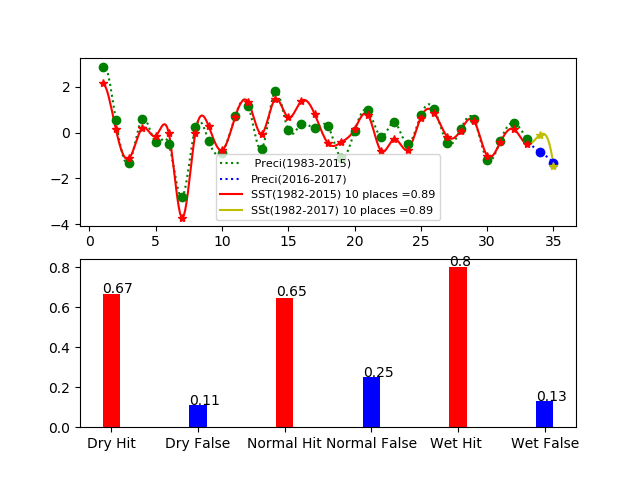 2
0
−2
−4
0 5 10 15 20 25 30 35
Preci(1983-2015)
Preci(2016-2017)
SST(1982-2015) 10 places =0.89
SSt(1982-2017) 10 places =0.89
0.8
0.6
0.4
0.2
0.0
0.67
0.11
0.65
0.25
0.8
0.13
Dry Hit Dry False Normal Hit Normal False Wet Hit Wet False